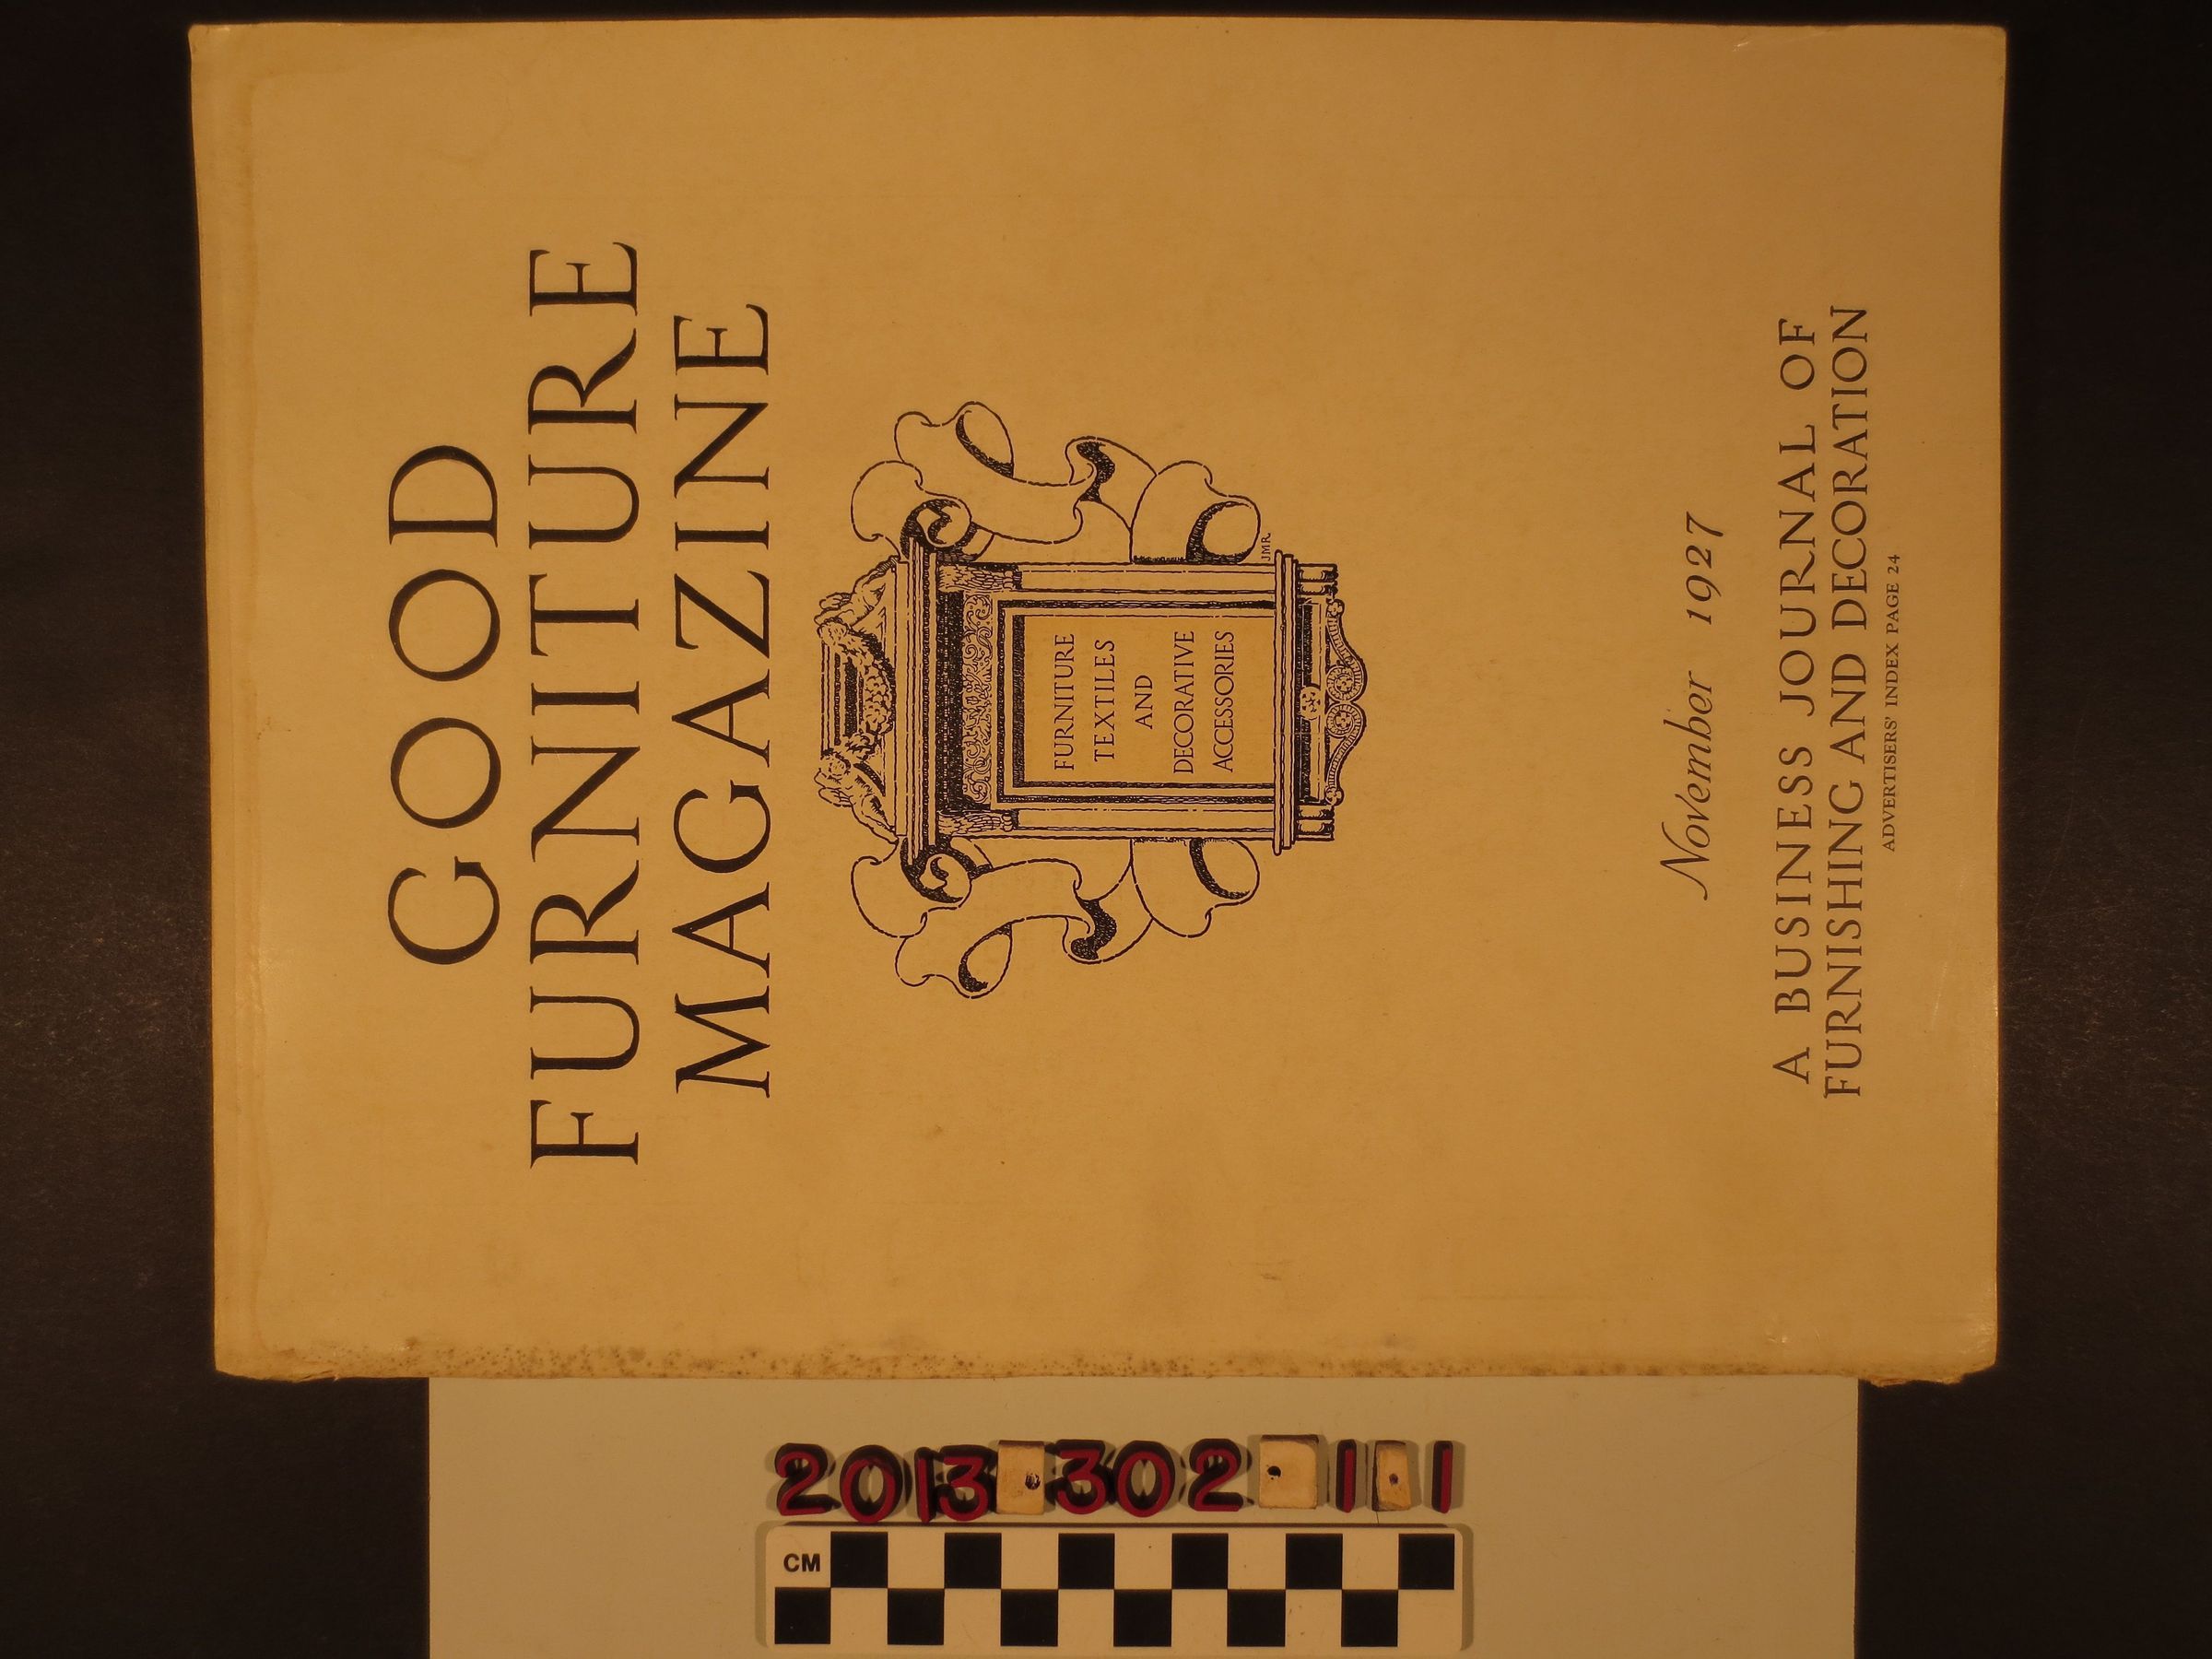 GOOD
FURNITURE
MAGAZINE
J.M.R.
FURNITURE
TEXTILES
AND
DECORATIVE
ACCESSORIES
November 1927
A BUSINESS JOURNAL OF
FURNISHING AND DECORATION
ADVERTISERS' INDEX PAGE 24
2013.302.1.1
CM